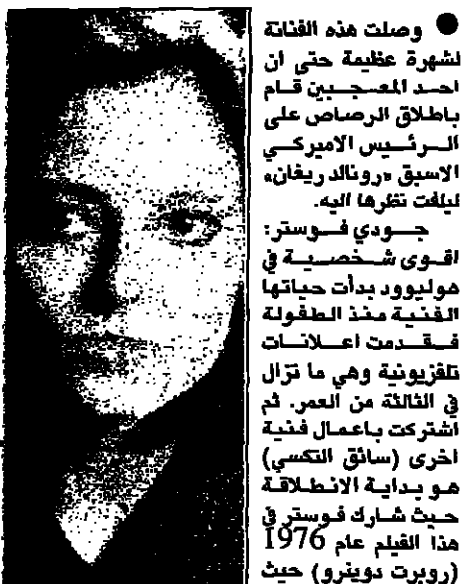 ● وصلت هذه الفنانة
لشهرة عظيمة حتى ان
احد المعجبين قام
باطلاق الرصاص على
الرئيس الاميركي
الاسبق «رونالد ريغان»
ليلفت نظرها اليه.
جودي فوستر:
اقوى شخصية في
هوليوود بدأت حياتها
الفنية منذ الطفولة
فقدمت اعلانات
تلفزيونية وهي ما تزال
في الثالثة من العمر. ثم
اشتركت باعمال فنية
اخرى (سائق التكسي)
هو بداية الانطلاقة
حيث شارك فوستر في
هذا الفيلم عام 1976
(روبرت دوينرو) حيث